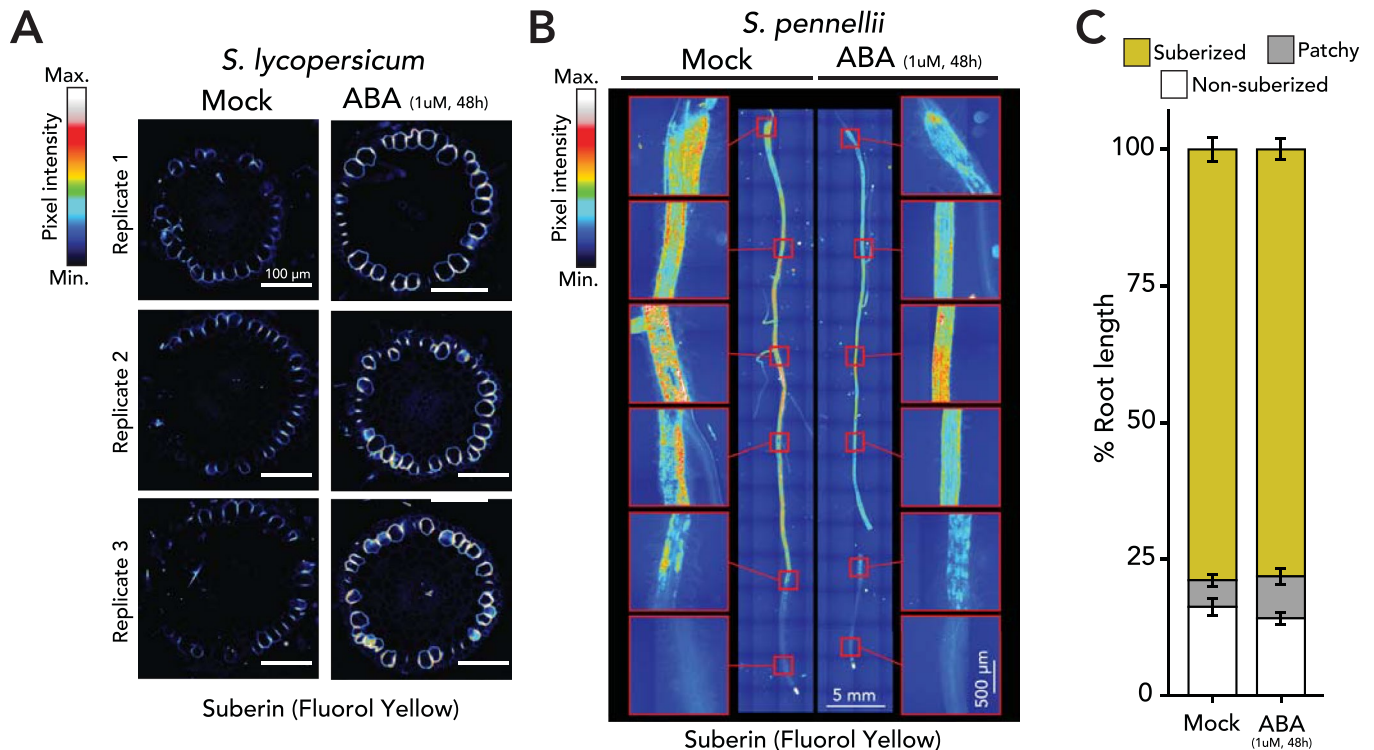 A
S. lycopersicum
Mock
ABA (1uM, 48h)
Max.
Pixel intensity
Min.
Replicate 1
100 µm
Replicate 2
Replicate 3
Suberin (Fluorol Yellow)
B
S. pennellii
Mock
ABA (1uM, 48h)
Max.
Pixel intensity
Min.
5 mm
500 µm
Suberin (Fluorol Yellow)
C
Suberized
Patchy
Non-suberized
% Root length
100
75
50
25
0
Mock
ABA
(1uM, 48h)